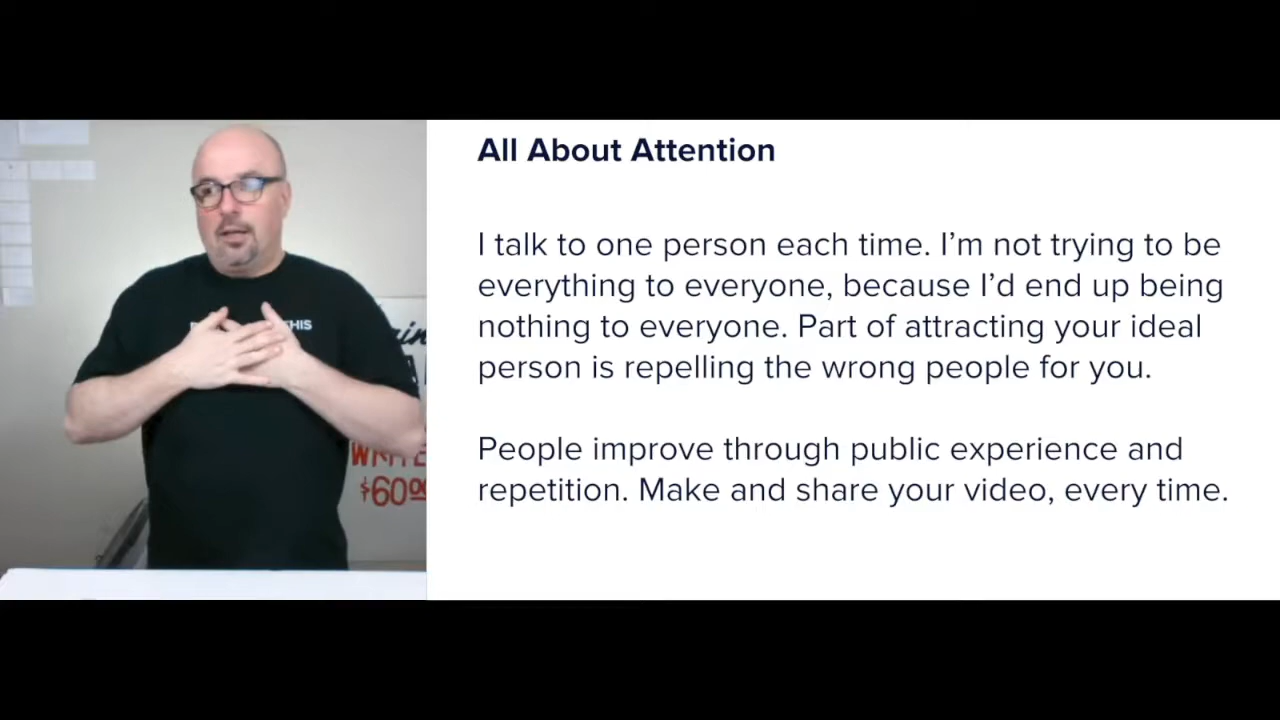 All About Attention
I talk to one person each time. I’m not trying to be
everything to everyone, because I’d end up being
nothing to everyone. Part of attracting your ideal
person is repelling the wrong people for you.
People improve through public experience and
repetition. Make and share your video, every time.
$60